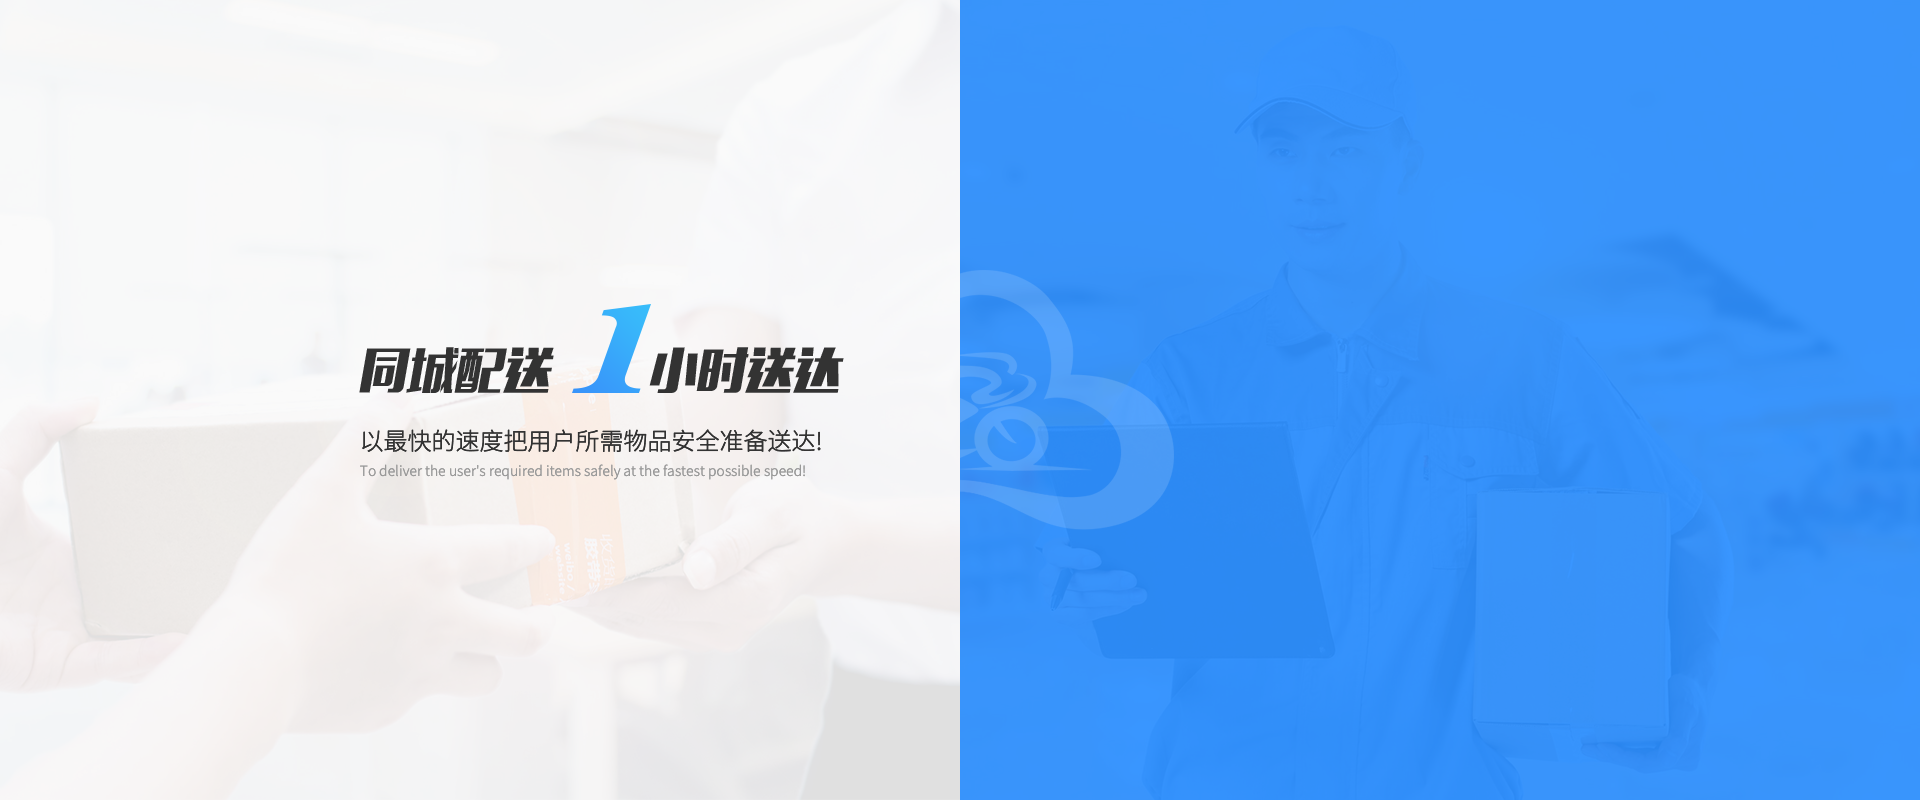 同城配送1小时送达
以最快的速度把用户所需物品安全准备送达!
To deliver the user's required items safely at the fastest possible speed!